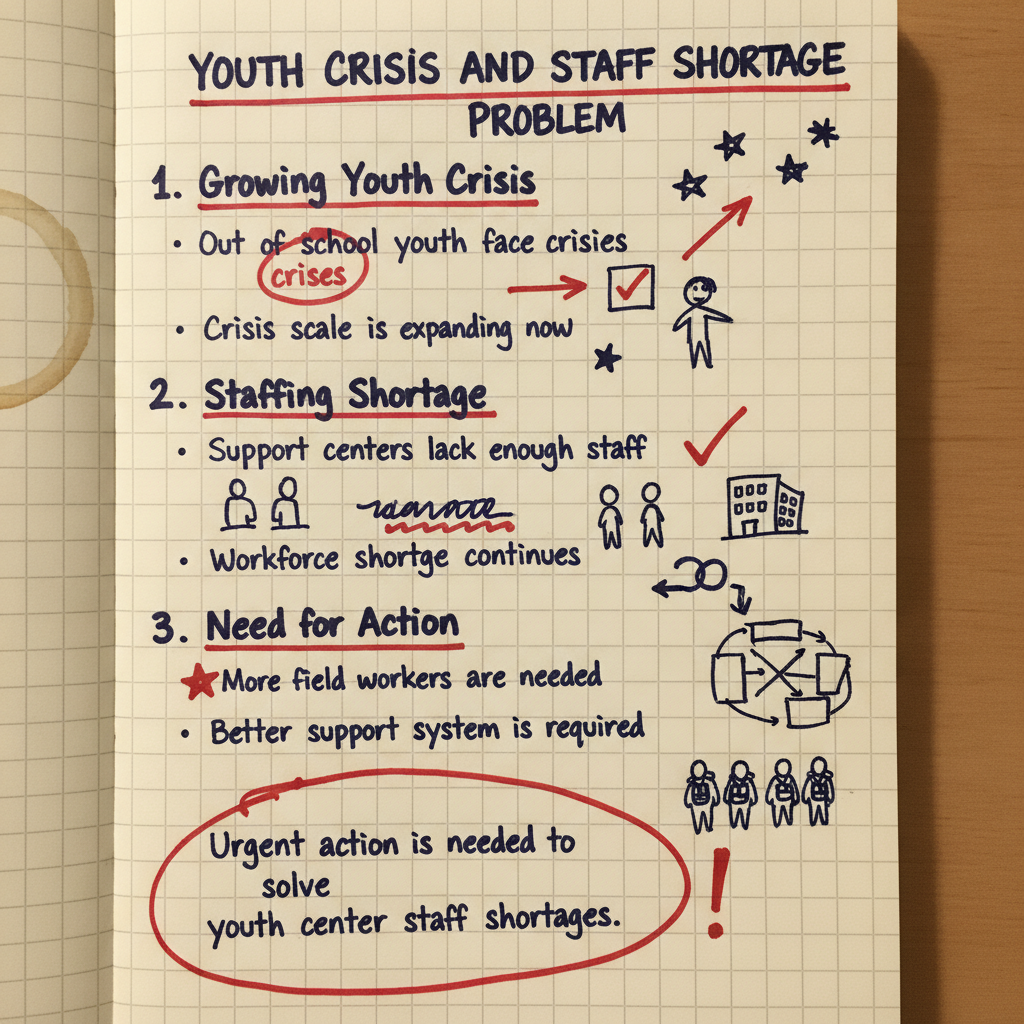 YOUTH CRISIS AND STAFF SHORTAGE
PROBLEM
1. Growing Youth Crisis
• Out of school youth face crisies
crises
• Crisis scale is expanding now
2. Staffing Shortage
• Support centers lack enough staff
• Workforce shortge continues
3. Need for Action
★ More field workers are needed
• Better support system is required
Urgent action is needed to
solve
youth center staff shortages.
!